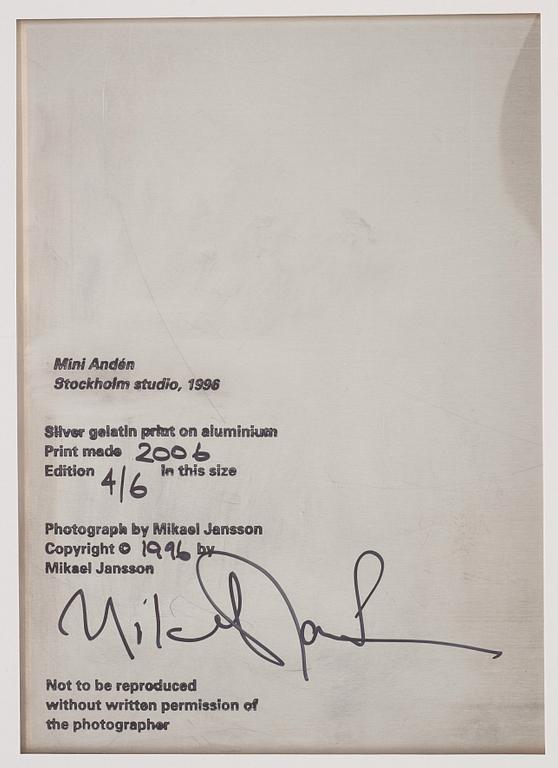 Mini Andén
Stockholm studio, 1996
Silver gelatin print on aluminium
Print made 2006
Edition 4/6 in this size
Photograph by Mikael Jansson
Copyright © 1996 by
Mikael Jansson
Mikael Jansson
Not to be reproduced
without written permission of
the photographer